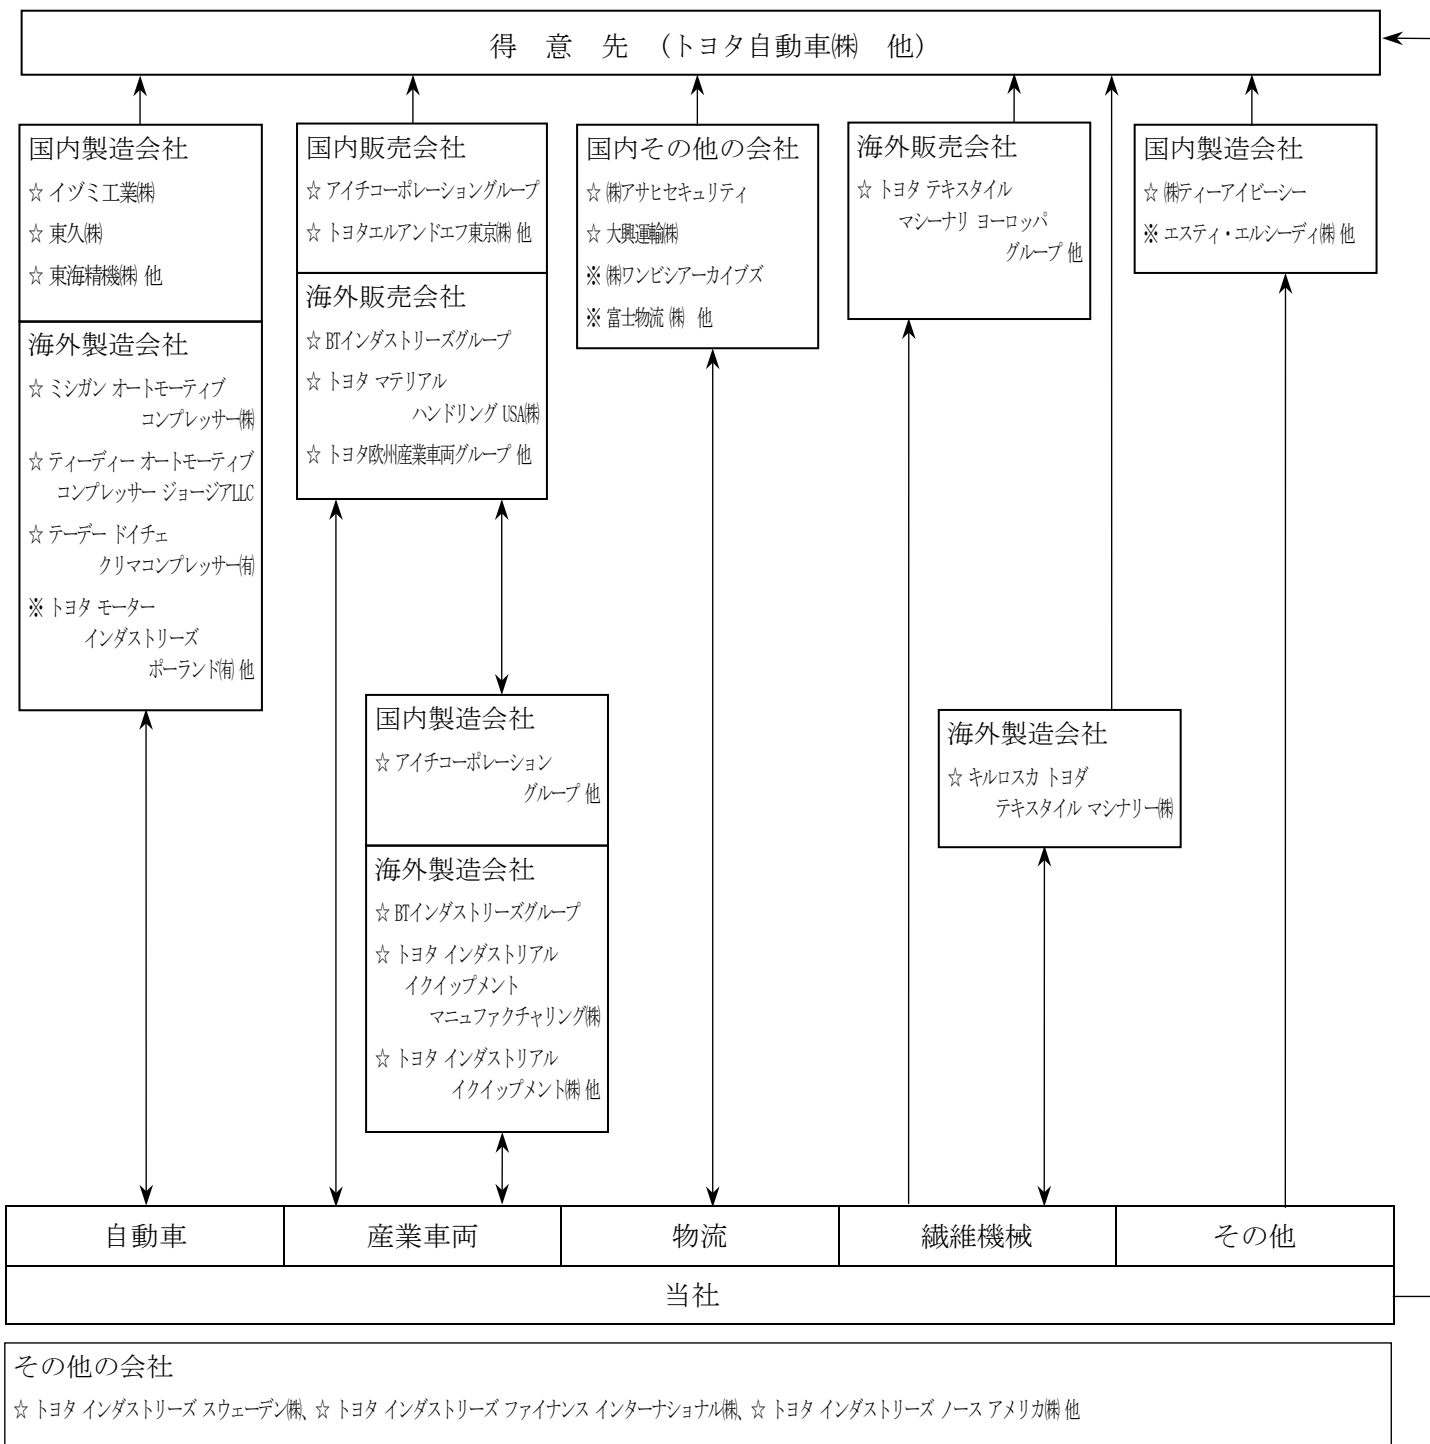 得　意　先　（トヨタ自動車㈱　他）
国内製造会社
☆ イヅミ工業㈱
☆ 東久㈱
☆ 東海精機㈱ 他
海外製造会社
☆ ミシガン オートモーティブ
コンプレッサー㈱
☆ ティーディー オートモーティブ
コンプレッサー ジョージアLLC
☆ テーデー ドイチェ
クリマコンプレッサー㈲
※ トヨタ モーター
インダストリーズ
ポーランド㈲ 他
国内販売会社
☆ アイチコーポレーショングループ
☆ トヨタエルアンドエフ東京㈱ 他
海外販売会社
☆ BTインダストリーズグループ
☆ トヨタ マテリアル
ハンドリング USA㈱
☆ トヨタ欧州産業車両グループ 他
国内製造会社
☆ アイチコーポレーション
グループ 他
海外製造会社
☆ BTインダストリーズグループ
☆ トヨタ インダストリアル
イクイップメント
マニュファクチャリング㈱
☆ トヨタ インダストリアル
イクイップメント㈱ 他
国内その他の会社
☆ ㈱アサヒセキュリティ
☆ 大興運輸㈱
※ ㈱ワンビシアーカイブズ
※ 富士物流 ㈱　他
海外販売会社
☆ トヨタ テキスタイル
マシーナリ ヨーロッパ
グループ 他
海外製造会社
☆ キルロスカ トヨダ
テキスタイル マシナリー㈱
国内製造会社
☆ ㈱ティーアイビーシー
※ エスティ・エルシーディ㈱ 他
自動車
産業車両
物流
繊維機械
その他
当社
その他の会社
☆ トヨタ インダストリーズ スウェーデン㈱、☆ トヨタ インダストリーズ ファイナンス インターナショナル㈱、☆ トヨタ インダストリーズ ノース アメリカ㈱ 他